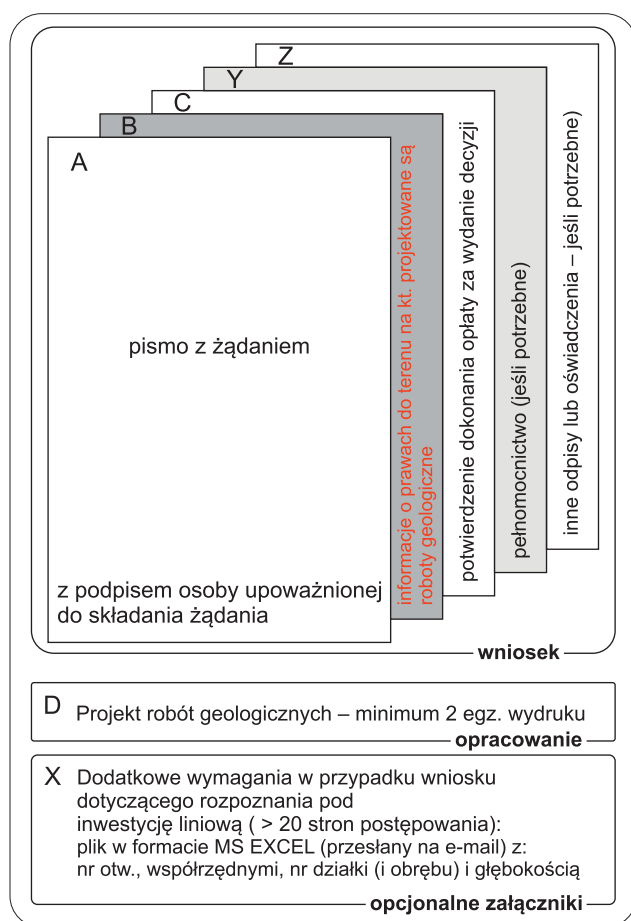 Z
Y
C
B
A
pismo z żądaniem
z podpisem osoby upoważnionej
do składania żądania
informacje o prawach do terenu na kt. projektowane są
roboty geologiczne
potwierdzenie dokonania opłaty za wydanie decyzji
pełnomocnictwo (jeśli potrzebne)
inne odpisy lub oświadczenia – jeśli potrzebne)
wniosek
D Projekt robót geologicznych – minimum 2 egz. wydruku
opracowanie
X Dodatkowe wymagania w przypadku wniosku
dotyczącego rozpoznania pod
inwestycję liniową ( > 20 stron postępowania):
plik w formacie MS EXCEL (przesłany na e-mail) z:
nr otw., współrzędnymi, nr działki (i obrębu) i głębokością
opcjonalne załączniki